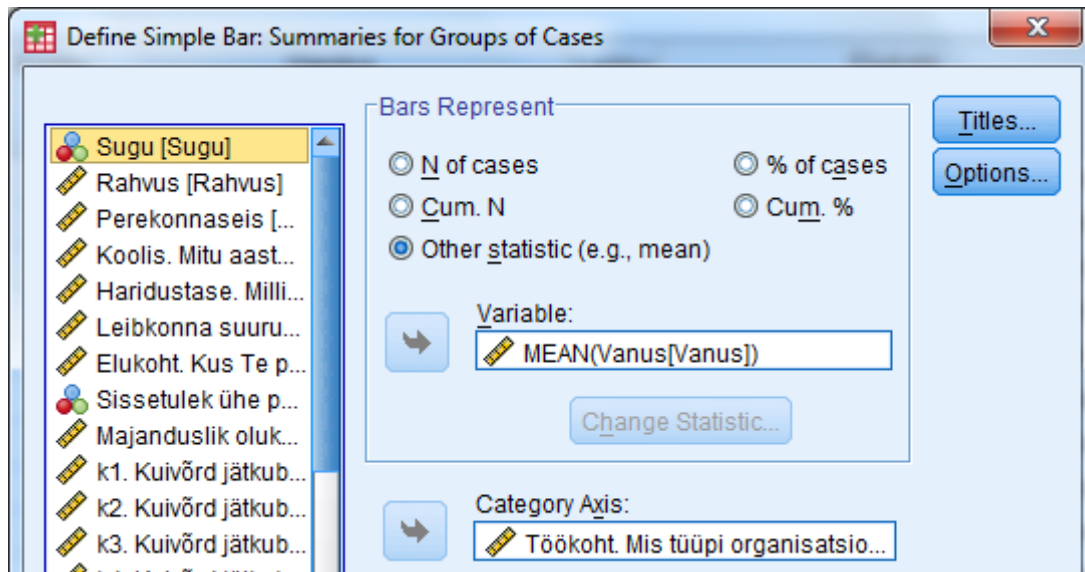 Define Simple Bar: Summaries for Groups of Cases
Sugu [Sugu]
Rahvus [Rahvus]
Perekonnaseis [...
Koolis. Mitu aast...
Haridustase. Milli...
Leibkonna suuru...
Elukoht. Kus Te p...
Sissetulek ühe p...
Majanduslik oluk...
k1. Kuivõrd jätkub...
k2. Kuivõrd jätkub...
k3. Kuivõrd jätkub...
Bars Represent
N of cases
% of cases
Cum. N
Cum. %
Other statistic (e.g., mean)
Variable:
MEAN(Vanus[Vanus])
Change Statistic...
Category Axis:
Töökoht. Mis tüüpi organisatsio...
Titles...
Options...